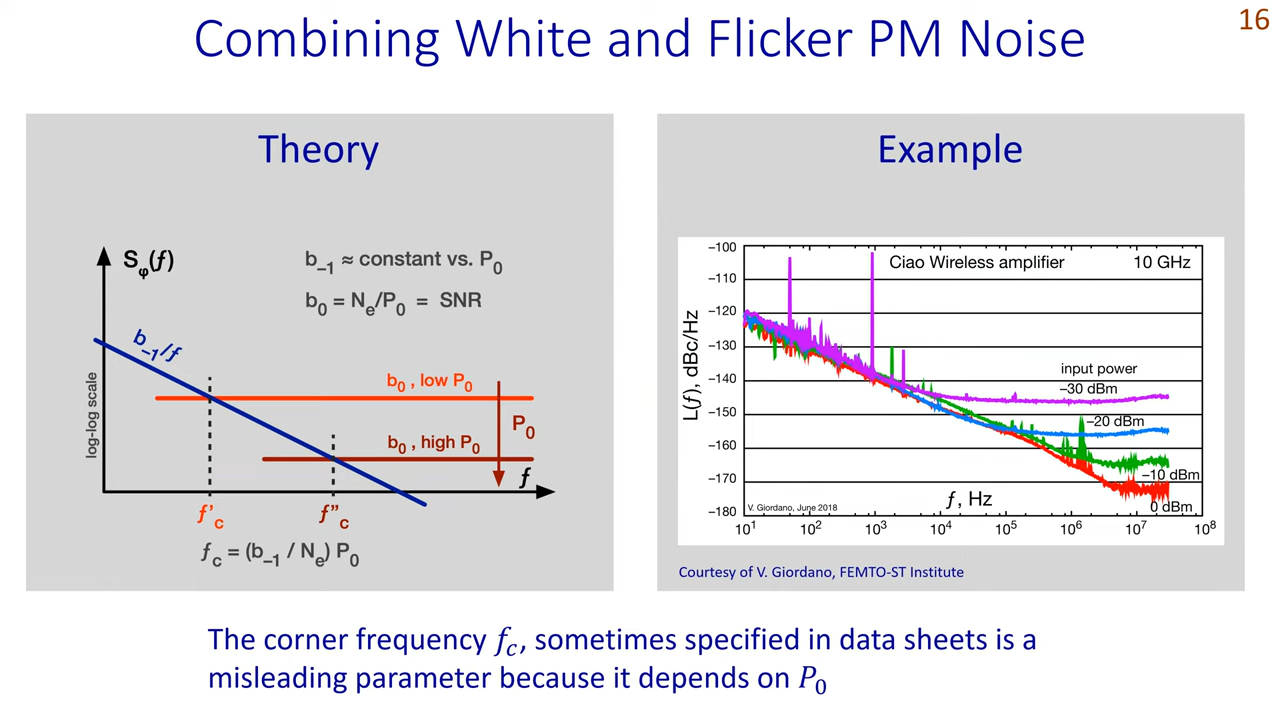 Combining White and Flicker PM Noise
16
Theory
Sφ(f)
b−1 ≈ constant vs. P0
b0 = Ne/P0 = SNR
b−1/f
log-log scale
b0 , low P0
P0
b0 , high P0
f
f'c
f"c
fc = (b−1 / Ne) P0
Example
Ciao Wireless amplifier 10 GHz
L(f), dBc/Hz
−100
−110
−120
−130
−140
−150
−160
−170
−180
input power
−30 dBm
−20 dBm
−10 dBm
0 dBm
f, Hz
V. Giordano, June 2018
10¹ 10² 10³ 10⁴ 10⁵ 10⁶ 10⁷ 10⁸
Courtesy of V. Giordano, FEMTO-ST Institute
The corner frequency fc, sometimes specified in data sheets is a
misleading parameter because it depends on P0